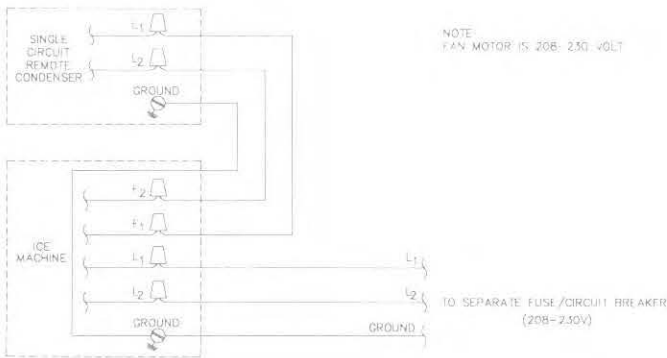 L1
SINGLE
CIRCUIT
REMOTE
CONDENSER
L2
GROUND
NOTE:
FAN MOTOR IS 208-230 VOLT
F2
F1
ICE
MACHINE
L1
L1
L2
L2
TO SEPARATE FUSE/CIRCUIT BREAKER
(208-230V)
GROUND
GROUND